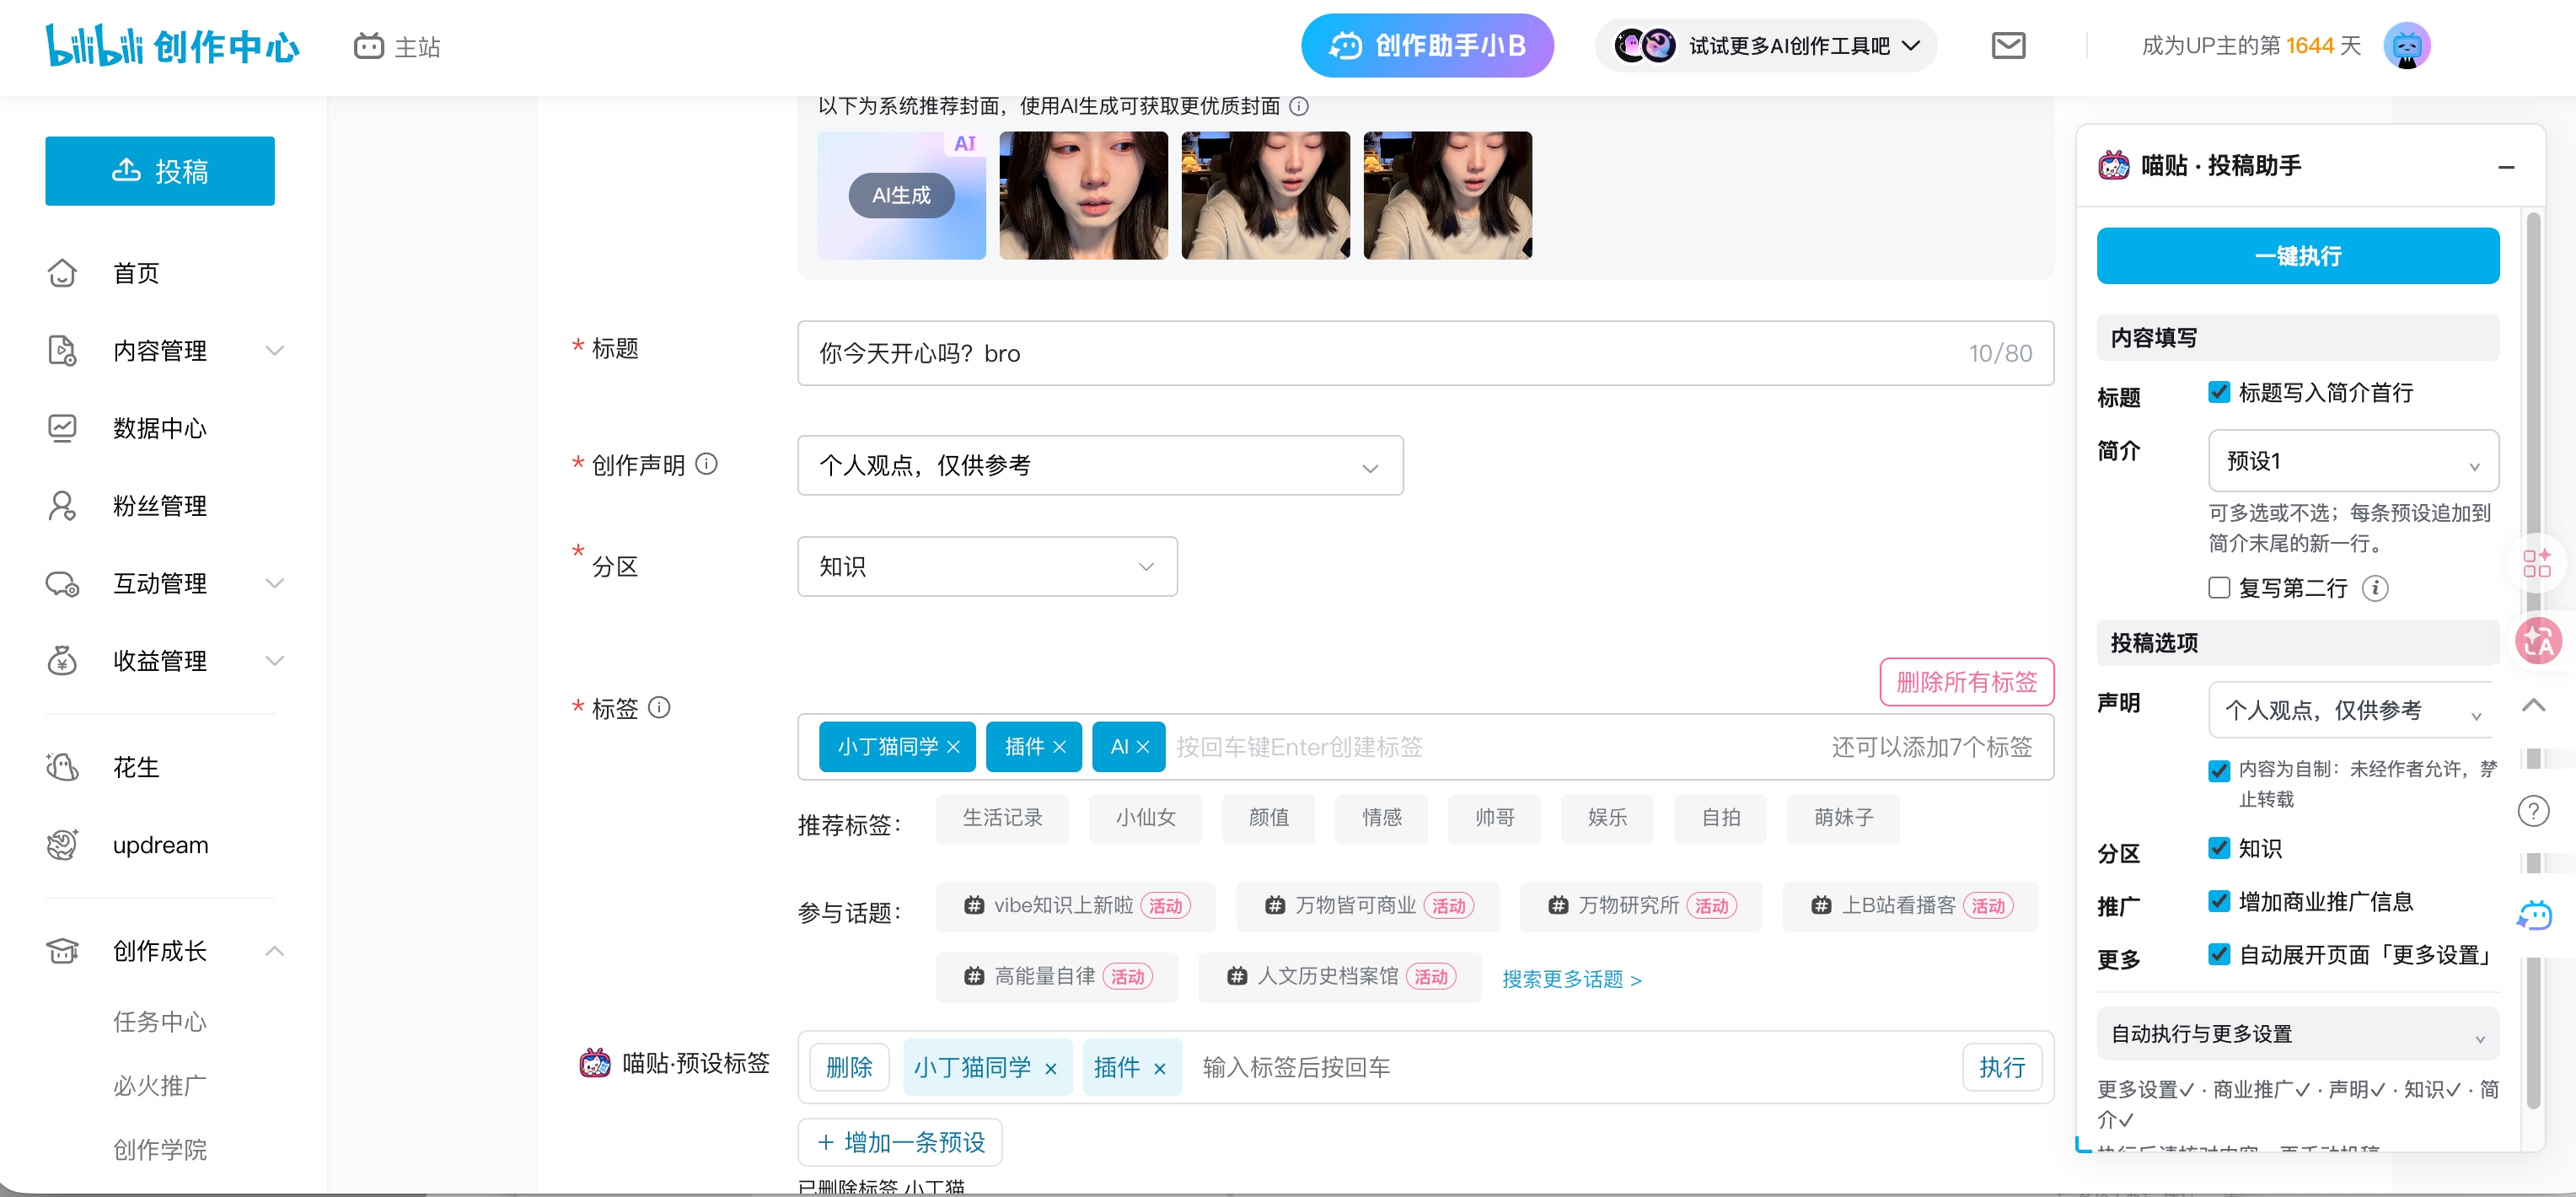 bilibili 创作中心
主站
创作助手小B
试试更多AI创作工具吧
成为UP主的第 1644 天
投稿
首页
内容管理
数据中心
粉丝管理
互动管理
收益管理
花生
updream
创作成长
任务中心
必火推广
创作学院
以下为系统推荐封面，使用AI生成可获取更优质封面
AI
AI生成
* 标题
你今天开心吗？bro
10/80
* 创作声明
个人观点，仅供参考
* 分区
知识
删除所有标签
* 标签
小丁猫同学 ×
插件 ×
AI ×
按回车键Enter创建标签
还可以添加7个标签
推荐标签：
生活记录
小仙女
颜值
情感
帅哥
娱乐
自拍
萌妹子
参与话题：
# vibe知识上新啦 活动
# 万物皆可商业 活动
# 万物研究所 活动
# 上B站看播客 活动
# 高能量自律 活动
# 人文历史档案馆 活动
搜索更多话题 >
喵贴·预设标签
删除
小丁猫同学 ×
插件 ×
输入标签后按回车
执行
+ 增加一条预设
已删除标签 小丁猫
喵贴 · 投稿助手
一键执行
内容填写
标题
标题写入简介首行
简介
预设1
可多选或不选；每条预设追加到
简介末尾的新一行。
复写第二行
投稿选项
声明
个人观点，仅供参考
内容为自制：未经作者允许，禁
止转载
分区
知识
推广
增加商业推广信息
更多
自动展开页面「更多设置」
自动执行与更多设置
更多设置✓ · 商业推广✓ · 声明✓ · 知识✓ · 简
介✓